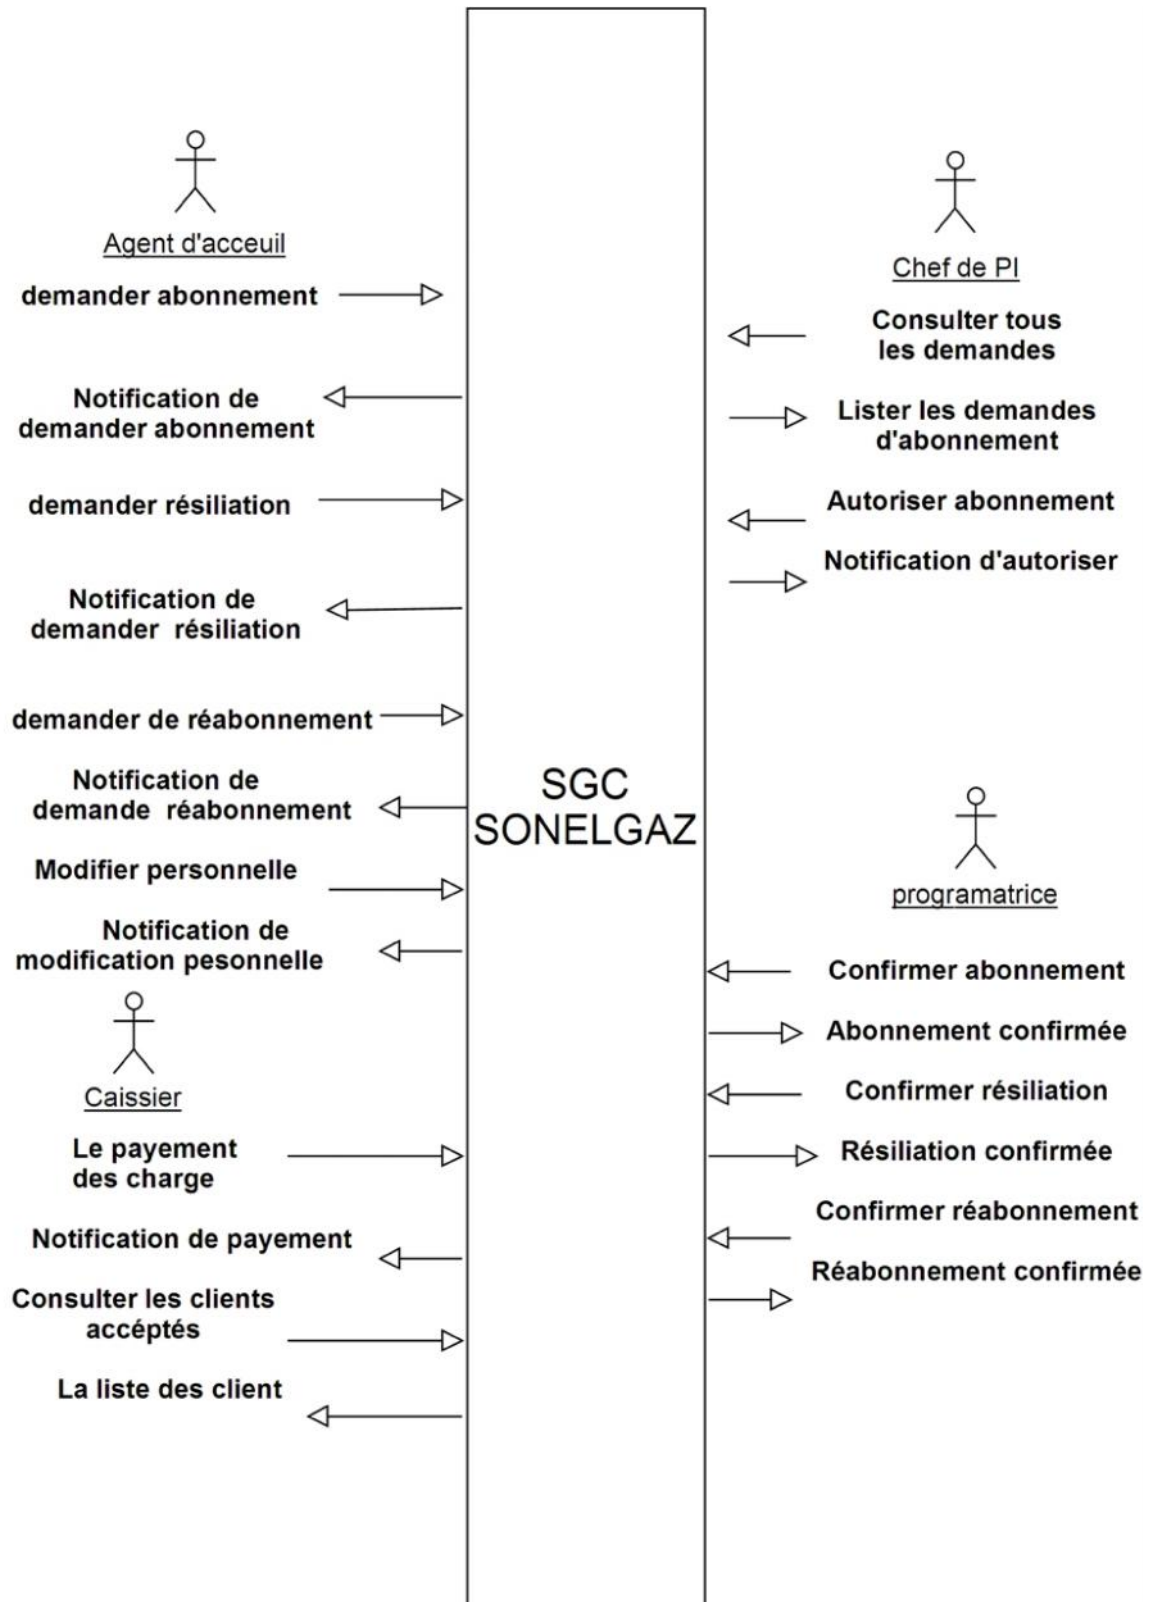 Agent d'acceuil
demander abonnement
Notification de
demander abonnement
demander résiliation
Notification de
demander résiliation
demander de réabonnement
Notification de
demande réabonnement
Modifier personnelle
Notification de
modification pesonnelle
Caissier
Le payement
des charge
Notification de payement
Consulter les clients
accéptés
La liste des client
SGC
SONELGAZ
Chef de PI
Consulter tous
les demandes
Lister les demandes
d'abonnement
Autoriser abonnement
Notification d'autoriser
programatrice
Confirmer abonnement
Abonnement confirmée
Confirmer résiliation
Résiliation confirmée
Confirmer réabonnement
Réabonnement confirmée